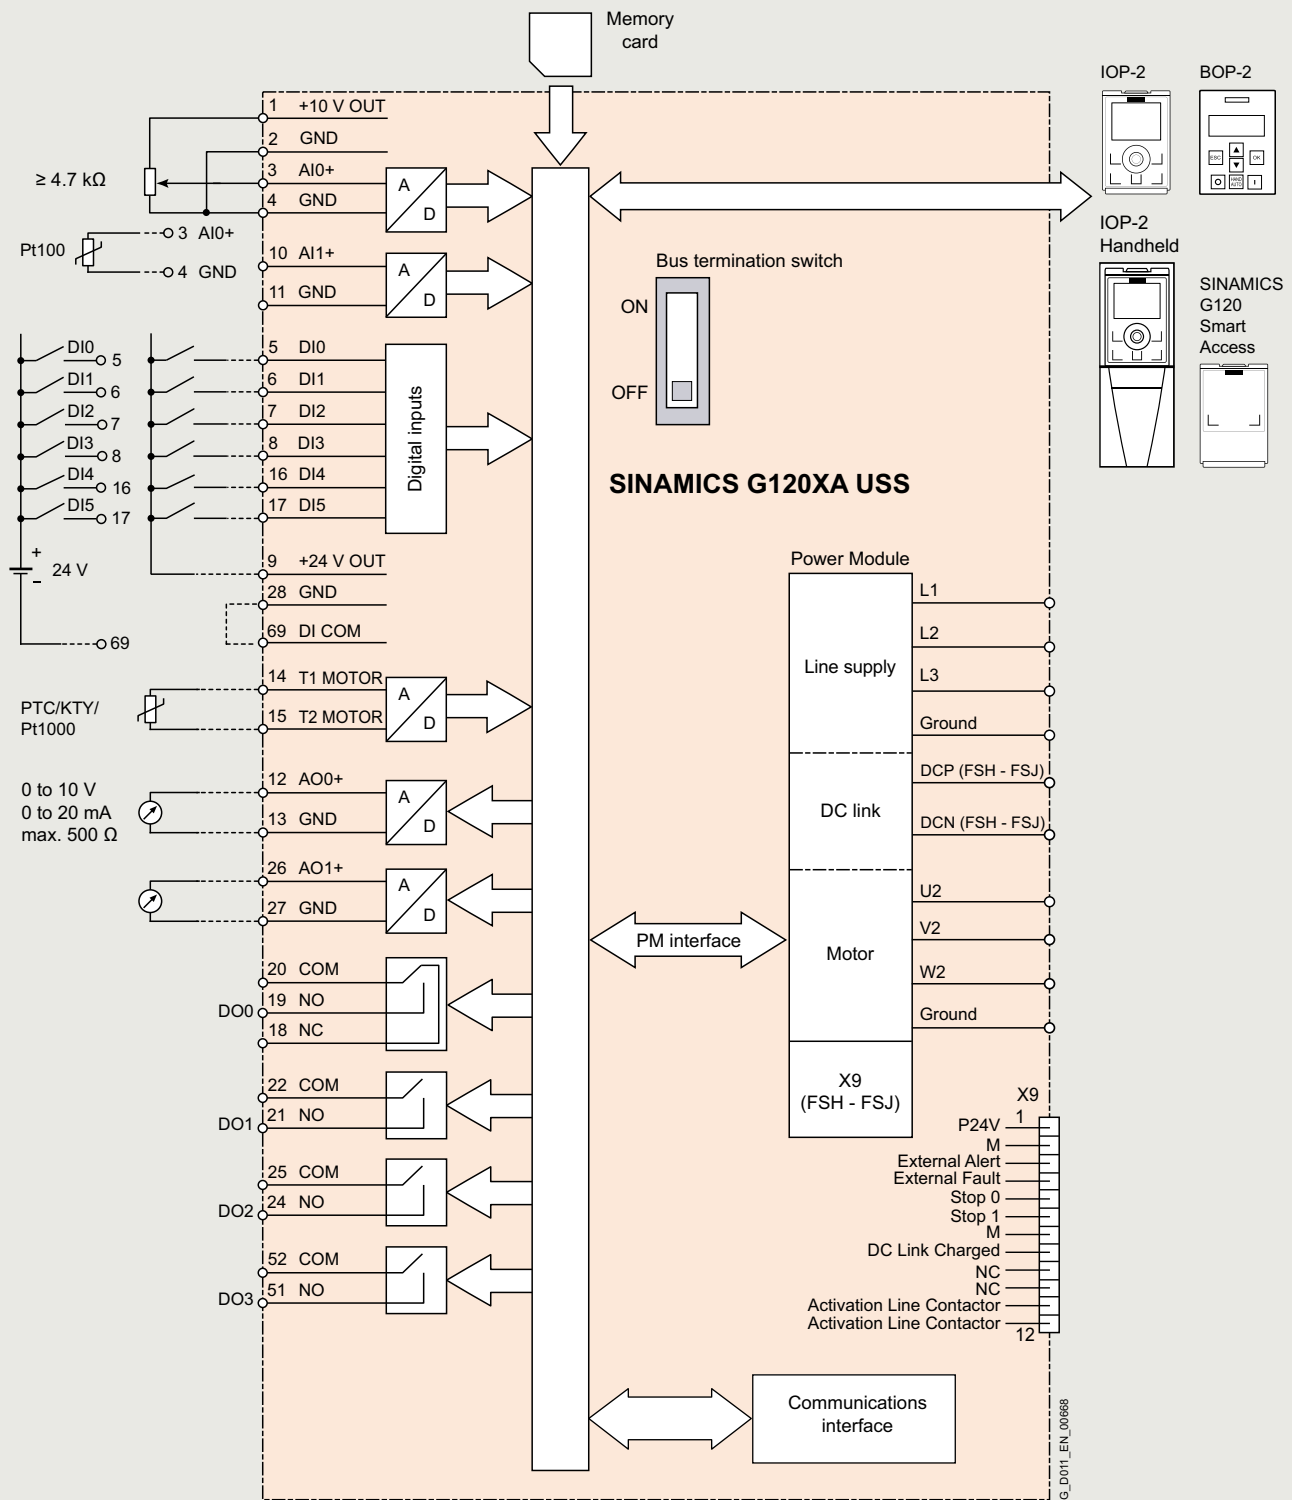 Memory
card
IOP-2
BOP-2
ESC
OK
HAND
AUTO
I
IOP-2
Handheld
SINAMICS
G120
Smart
Access
1 +10 V OUT
2 GND
≥ 4.7 kΩ
3 AI0+
4 GND
A
D
Pt100
3 AI0+
4 GND
10 AI1+
11 GND
A
D
Bus termination switch
ON
OFF
DI0
5
DI1
6
DI2
7
DI3
8
DI4
16
DI5
17
5 DI0
6 DI1
7 DI2
8 DI3
16 DI4
17 DI5
Digital inputs
SINAMICS G120XA USS
+
24 V
–
69
9 +24 V OUT
28 GND
69 DI COM
PTC/KTY/
Pt1000
14 T1 MOTOR
15 T2 MOTOR
A
D
0 to 10 V
0 to 20 mA
max. 500 Ω
12 AO0+
13 GND
A
D
26 AO1+
27 GND
A
D
DO0
20 COM
19 NO
18 NC
DO1
22 COM
21 NO
DO2
25 COM
24 NO
DO3
52 COM
51 NO
PM interface
Power Module
Line supply
L1
L2
L3
Ground
DC link
DCP (FSH - FSJ)
DCN (FSH - FSJ)
Motor
U2
V2
W2
Ground
X9
(FSH - FSJ)
X9
1
P24V
M
External Alert
External Fault
Stop 0
Stop 1
M
DC Link Charged
NC
NC
Activation Line Contactor
Activation Line Contactor
12
Communications
interface
G_D011_EN_00668